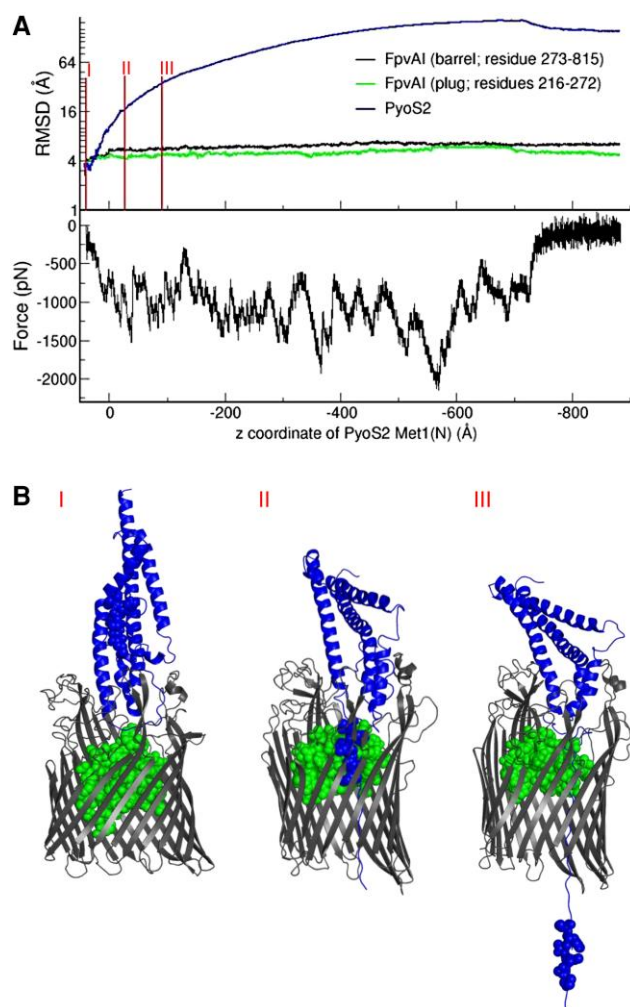 A
RMSD (Å)
64
16
4
1
I
II
III
FpvAI (barrel; residue 273-815)
FpvAI (plug; residues 216-272)
PyoS2
Force (pN)
0
-500
-1000
-1500
-2000
0
-200
-400
-600
-800
z coordinate of PyoS2 Met1(N) (Å)
B
I
II
III